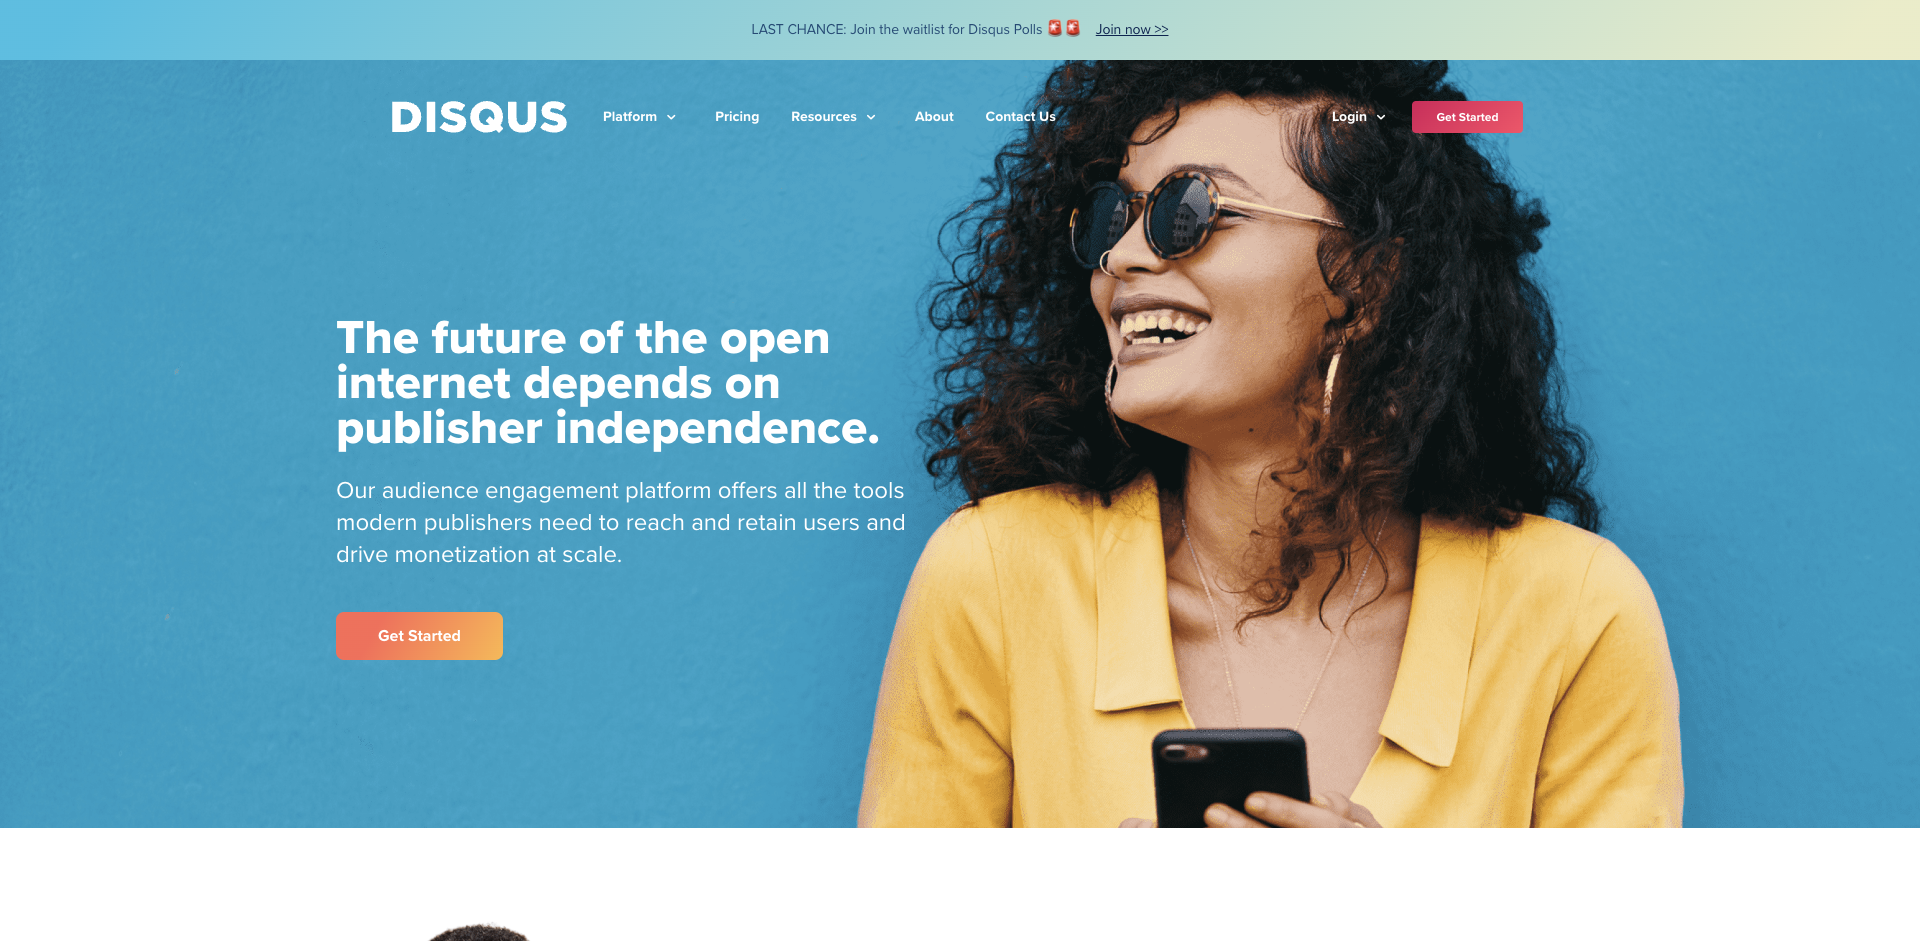 LAST CHANCE: Join the waitlist for Disqus Polls 🚨🚨 Join now >>
DISQUS Platform Pricing Resources About Contact Us Login Get Started
The future of the open
internet depends on
publisher independence.
Our audience engagement platform offers all the tools
modern publishers need to reach and retain users and
drive monetization at scale.
Get Started